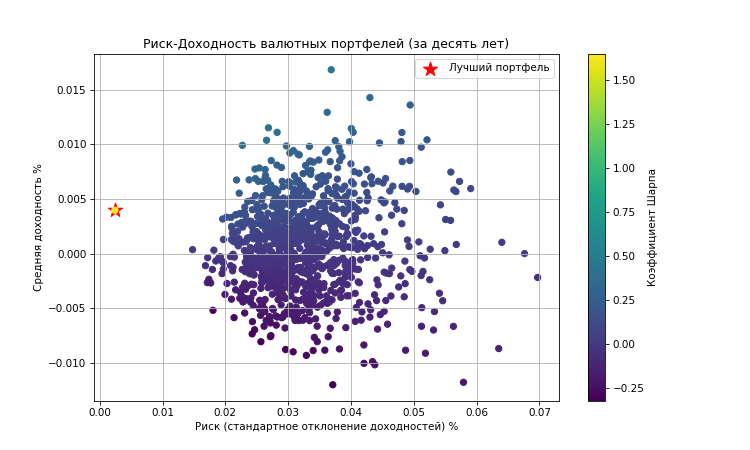 Риск-Доходность валютных портфелей (за десять лет)
Лучший портфель
Средняя доходность %
0.015
0.010
0.005
0.000
−0.005
−0.010
0.00 0.01 0.02 0.03 0.04 0.05 0.06 0.07
Риск (стандартное отклонение доходностей) %
1.50
1.25
1.00
0.75
0.50
0.25
0.00
−0.25
Коэффициент Шарпа